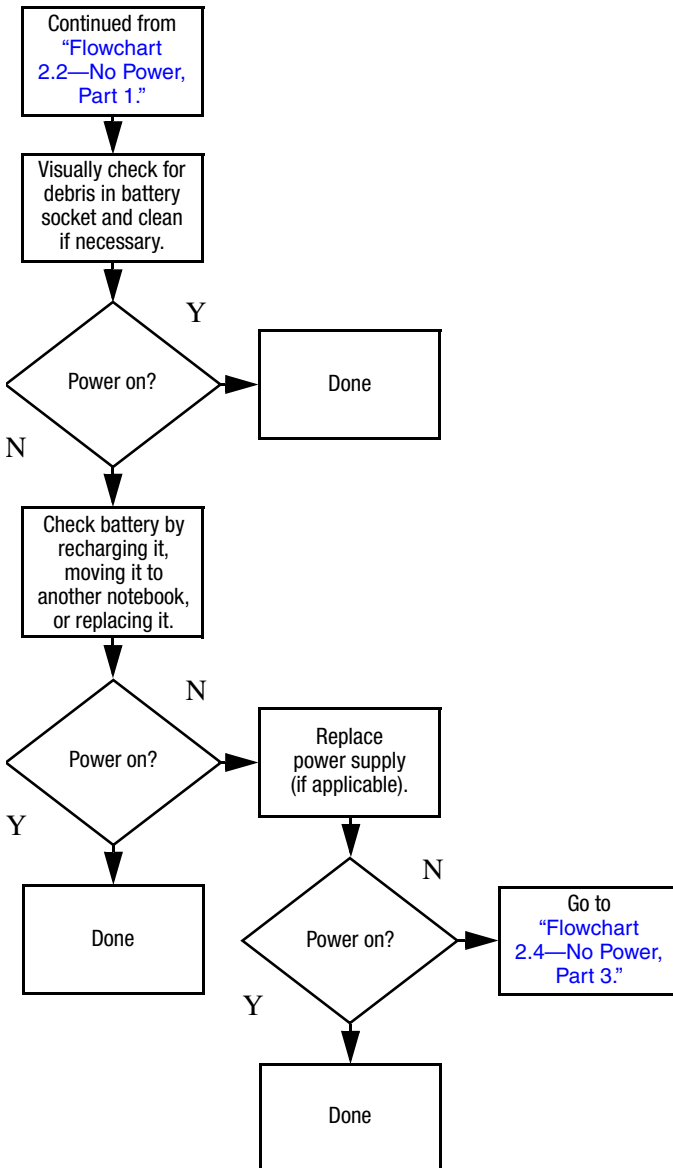 Continued from
“Flowchart
2.2—No Power,
Part 1.”
Visually check for
debris in battery
socket and clean
if necessary.
Y
Power on?
Done
N
Check battery by
recharging it,
moving it to
another notebook,
or replacing it.
N
Power on?
Replace
power supply
(if applicable).
Y
Done
N
Power on?
Go to
“Flowchart
2.4—No Power,
Part 3.”
Y
Done